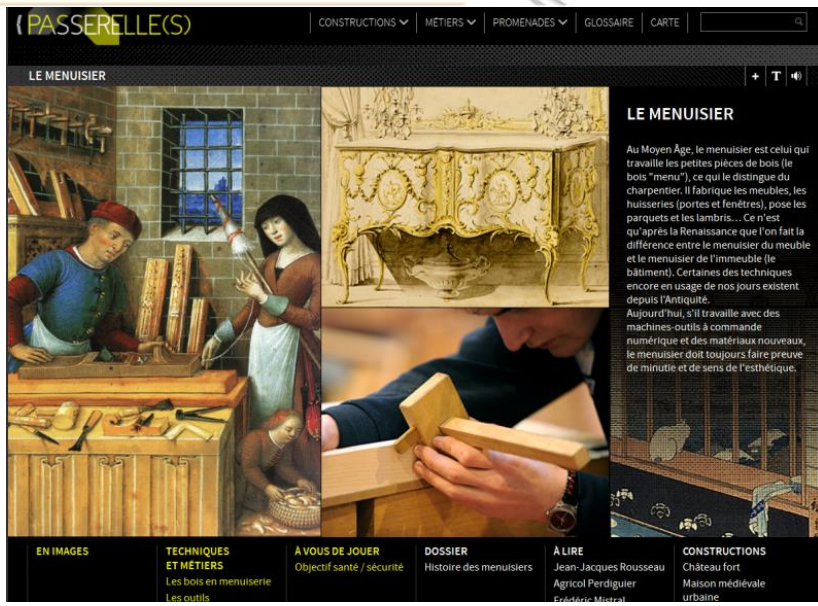 (PASSERELLE(S)
CONSTRUCTIONS
MÉTIERS
PROMENADES
GLOSSAIRE
CARTE
LE MENUISIER
+ T
LE MENUISIER
Au Moyen Âge, le menuisier est celui qui
travaille les petites pièces de bois (le
bois "menu"), ce qui le distingue du
charpentier. Il fabrique les meubles, les
huisseries (portes et fenêtres), pose les
parquets et les lambris... Ce n'est
qu'après la Renaissance que l'on fait la
différence entre le menuisier du meuble
et le menuisier de l'immeuble (le
bâtiment). Certaines des techniques
encore en usage de nos jours existent
depuis l'Antiquité.
Aujourd'hui, s'il travaille avec des
machines-outils à commande
numérique et des matériaux nouveaux,
le menuisier doit toujours faire preuve
de minutie et de sens de l'esthétique.
EN IMAGES
TECHNIQUES
ET MÉTIERS
Les bois en menuiserie
Les outils
À VOUS DE JOUER
Objectif santé / sécurité
DOSSIER
Histoire des menuisiers
À LIRE
Jean-Jacques Rousseau
Agricol Perdiguier
Frédéric Mistral
CONSTRUCTIONS
Château fort
Maison médiévale
urbaine